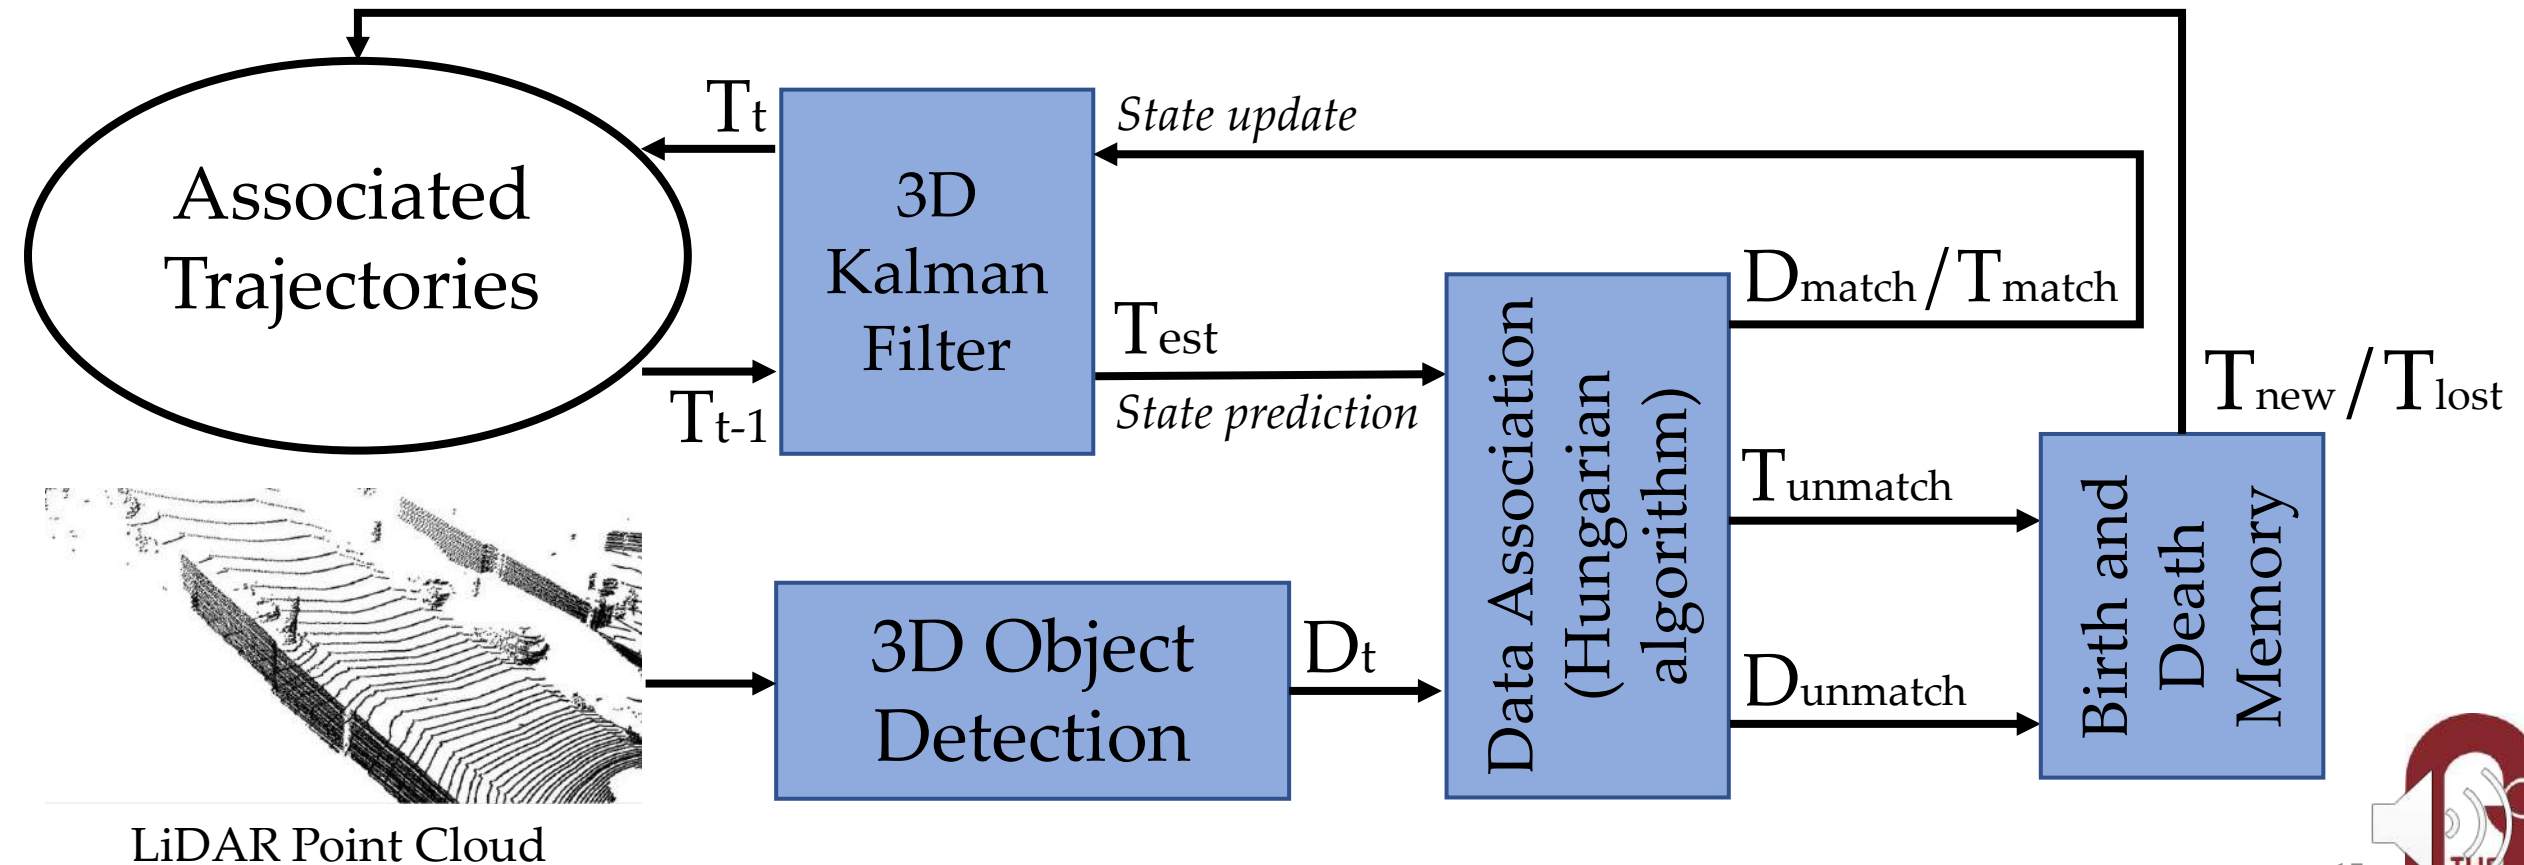 Tt
State update
Associated
Trajectories
3D
Kalman
Filter
Dmatch/Tmatch
Test
State prediction
Tt-1
Tnew/Tlost
Data Association
(Hungarian
algorithm)
Tunmatch
Birth and
Death
Memory
3D Object
Detection
Dt
Dunmatch
LiDAR Point Cloud